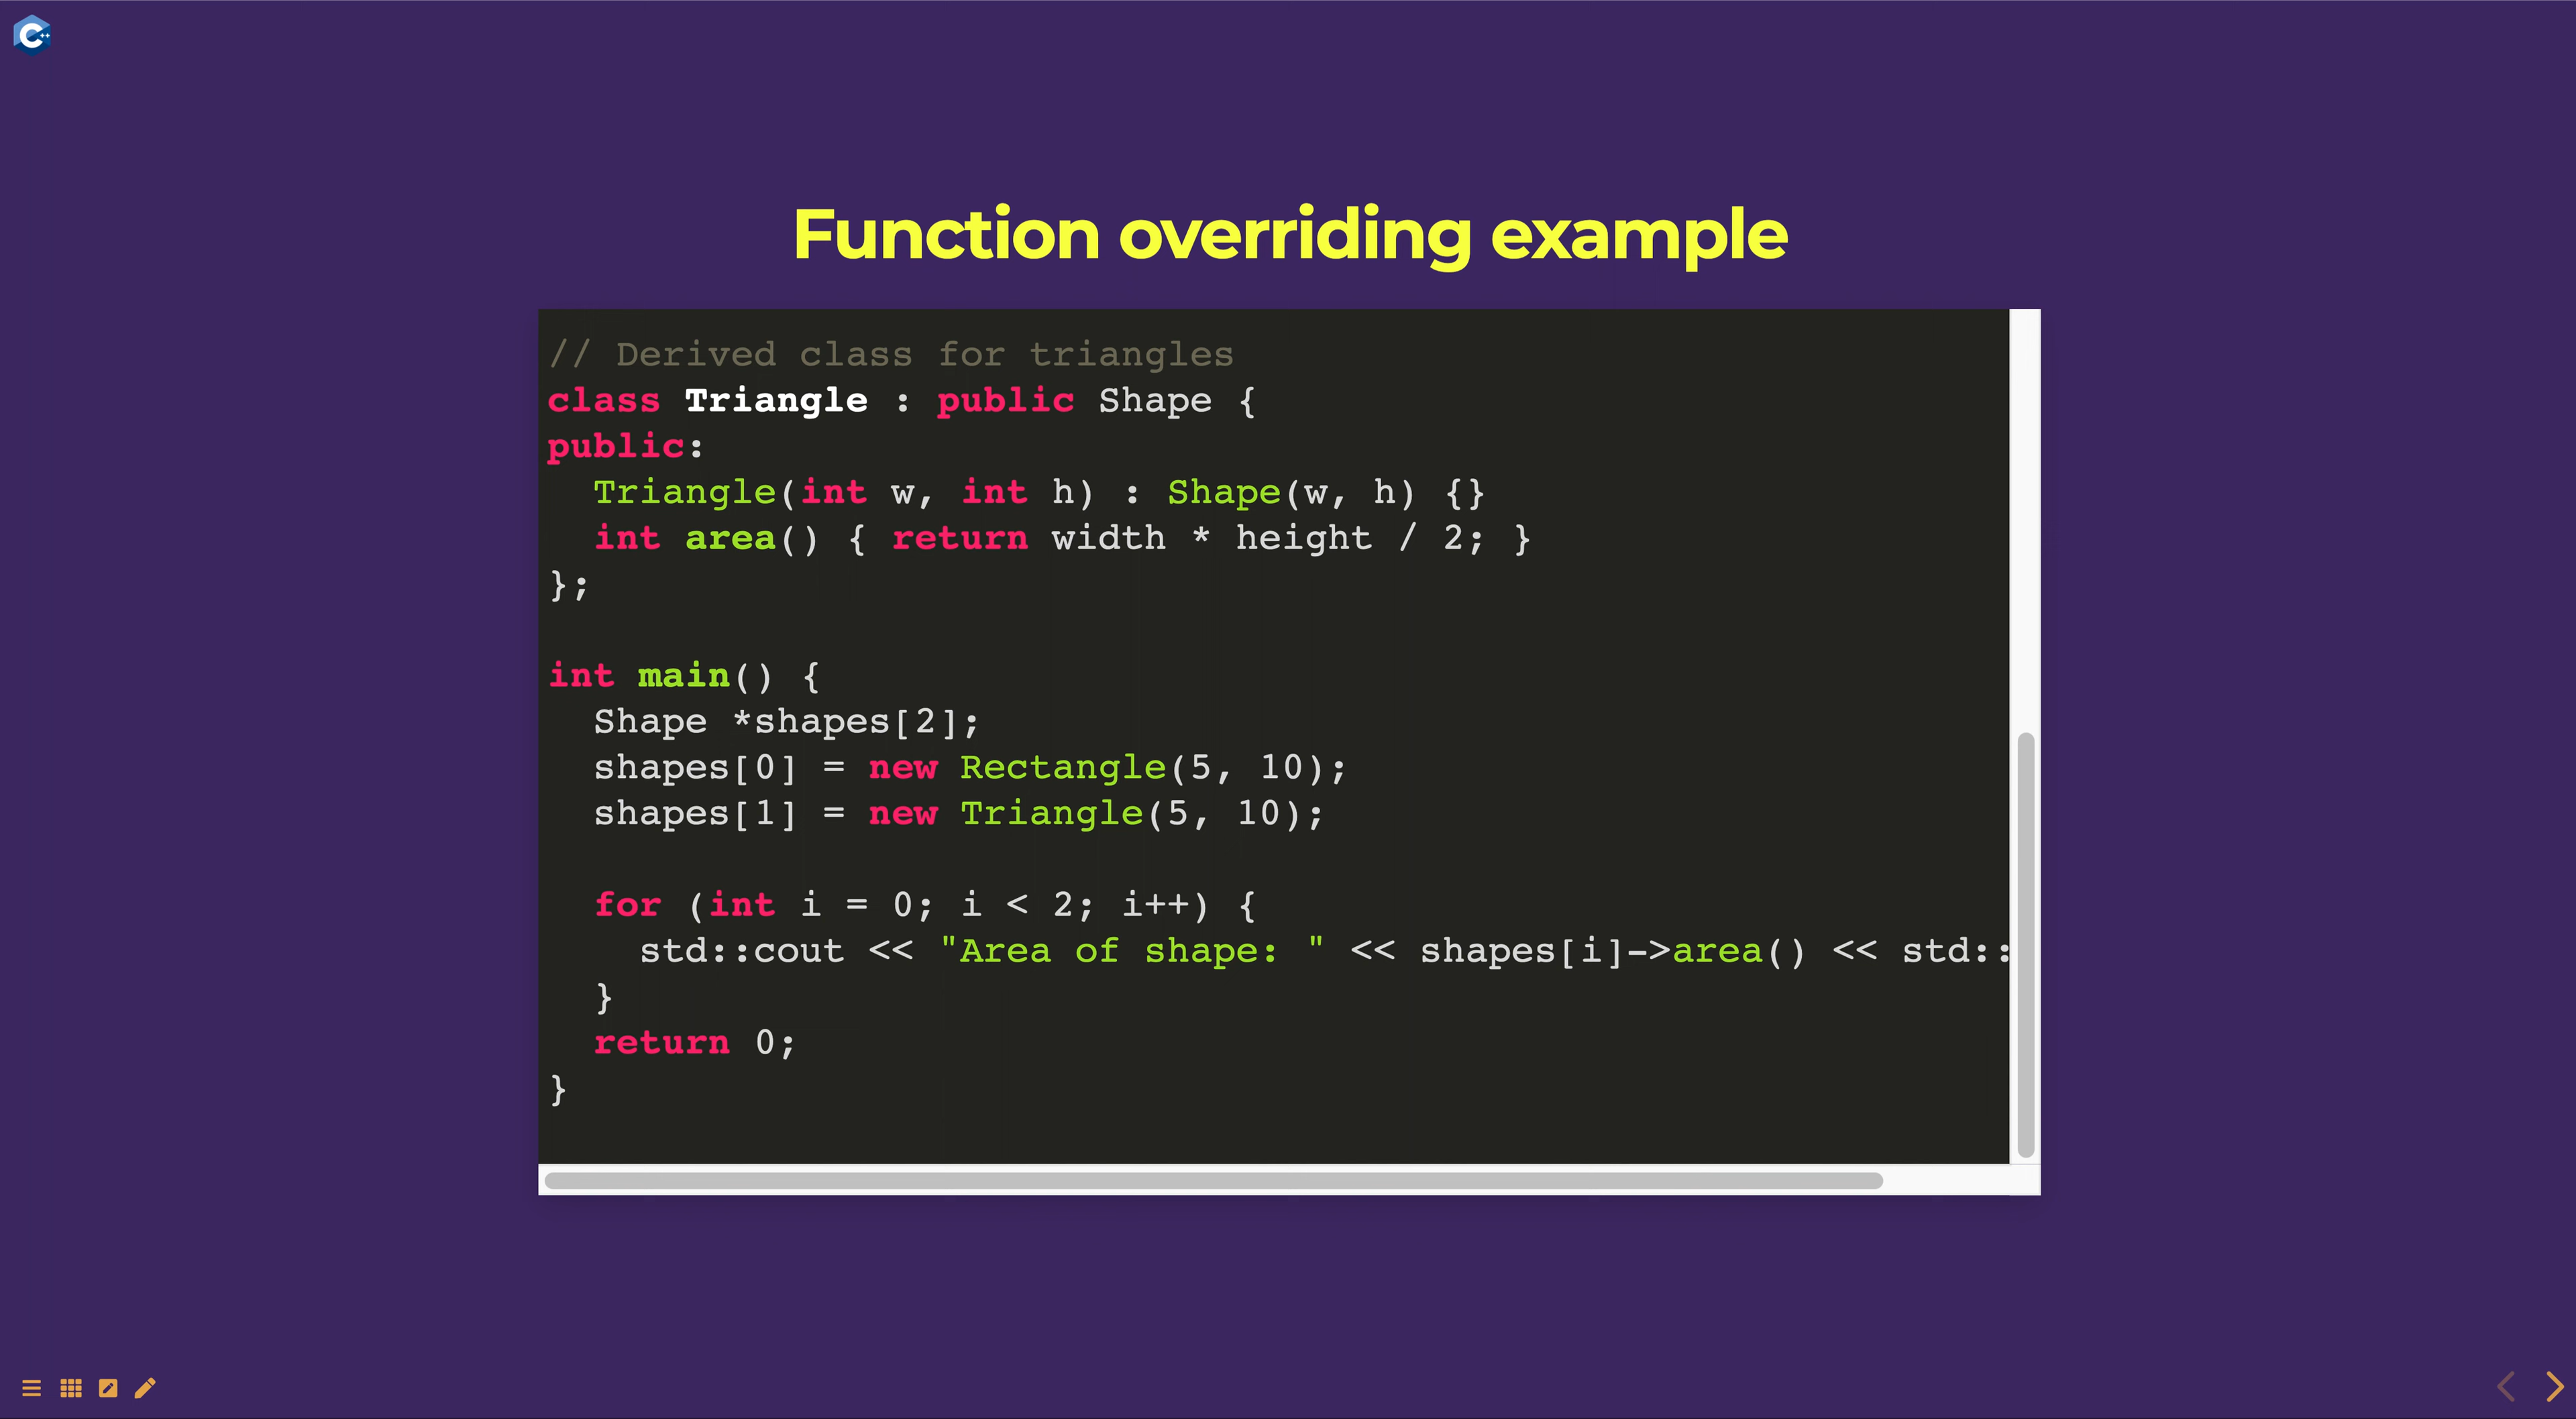 C++
Function overriding example
// Derived class for triangles
class Triangle : public Shape {
public:
  Triangle(int w, int h) : Shape(w, h) {}
  int area() { return width * height / 2; }
};
int main() {
  Shape *shapes[2];
  shapes[0] = new Rectangle(5, 10);
  shapes[1] = new Triangle(5, 10);
  for (int i = 0; i < 2; i++) {
    std::cout << "Area of shape: " << shapes[i]->area() << std::
  }
  return 0;
}